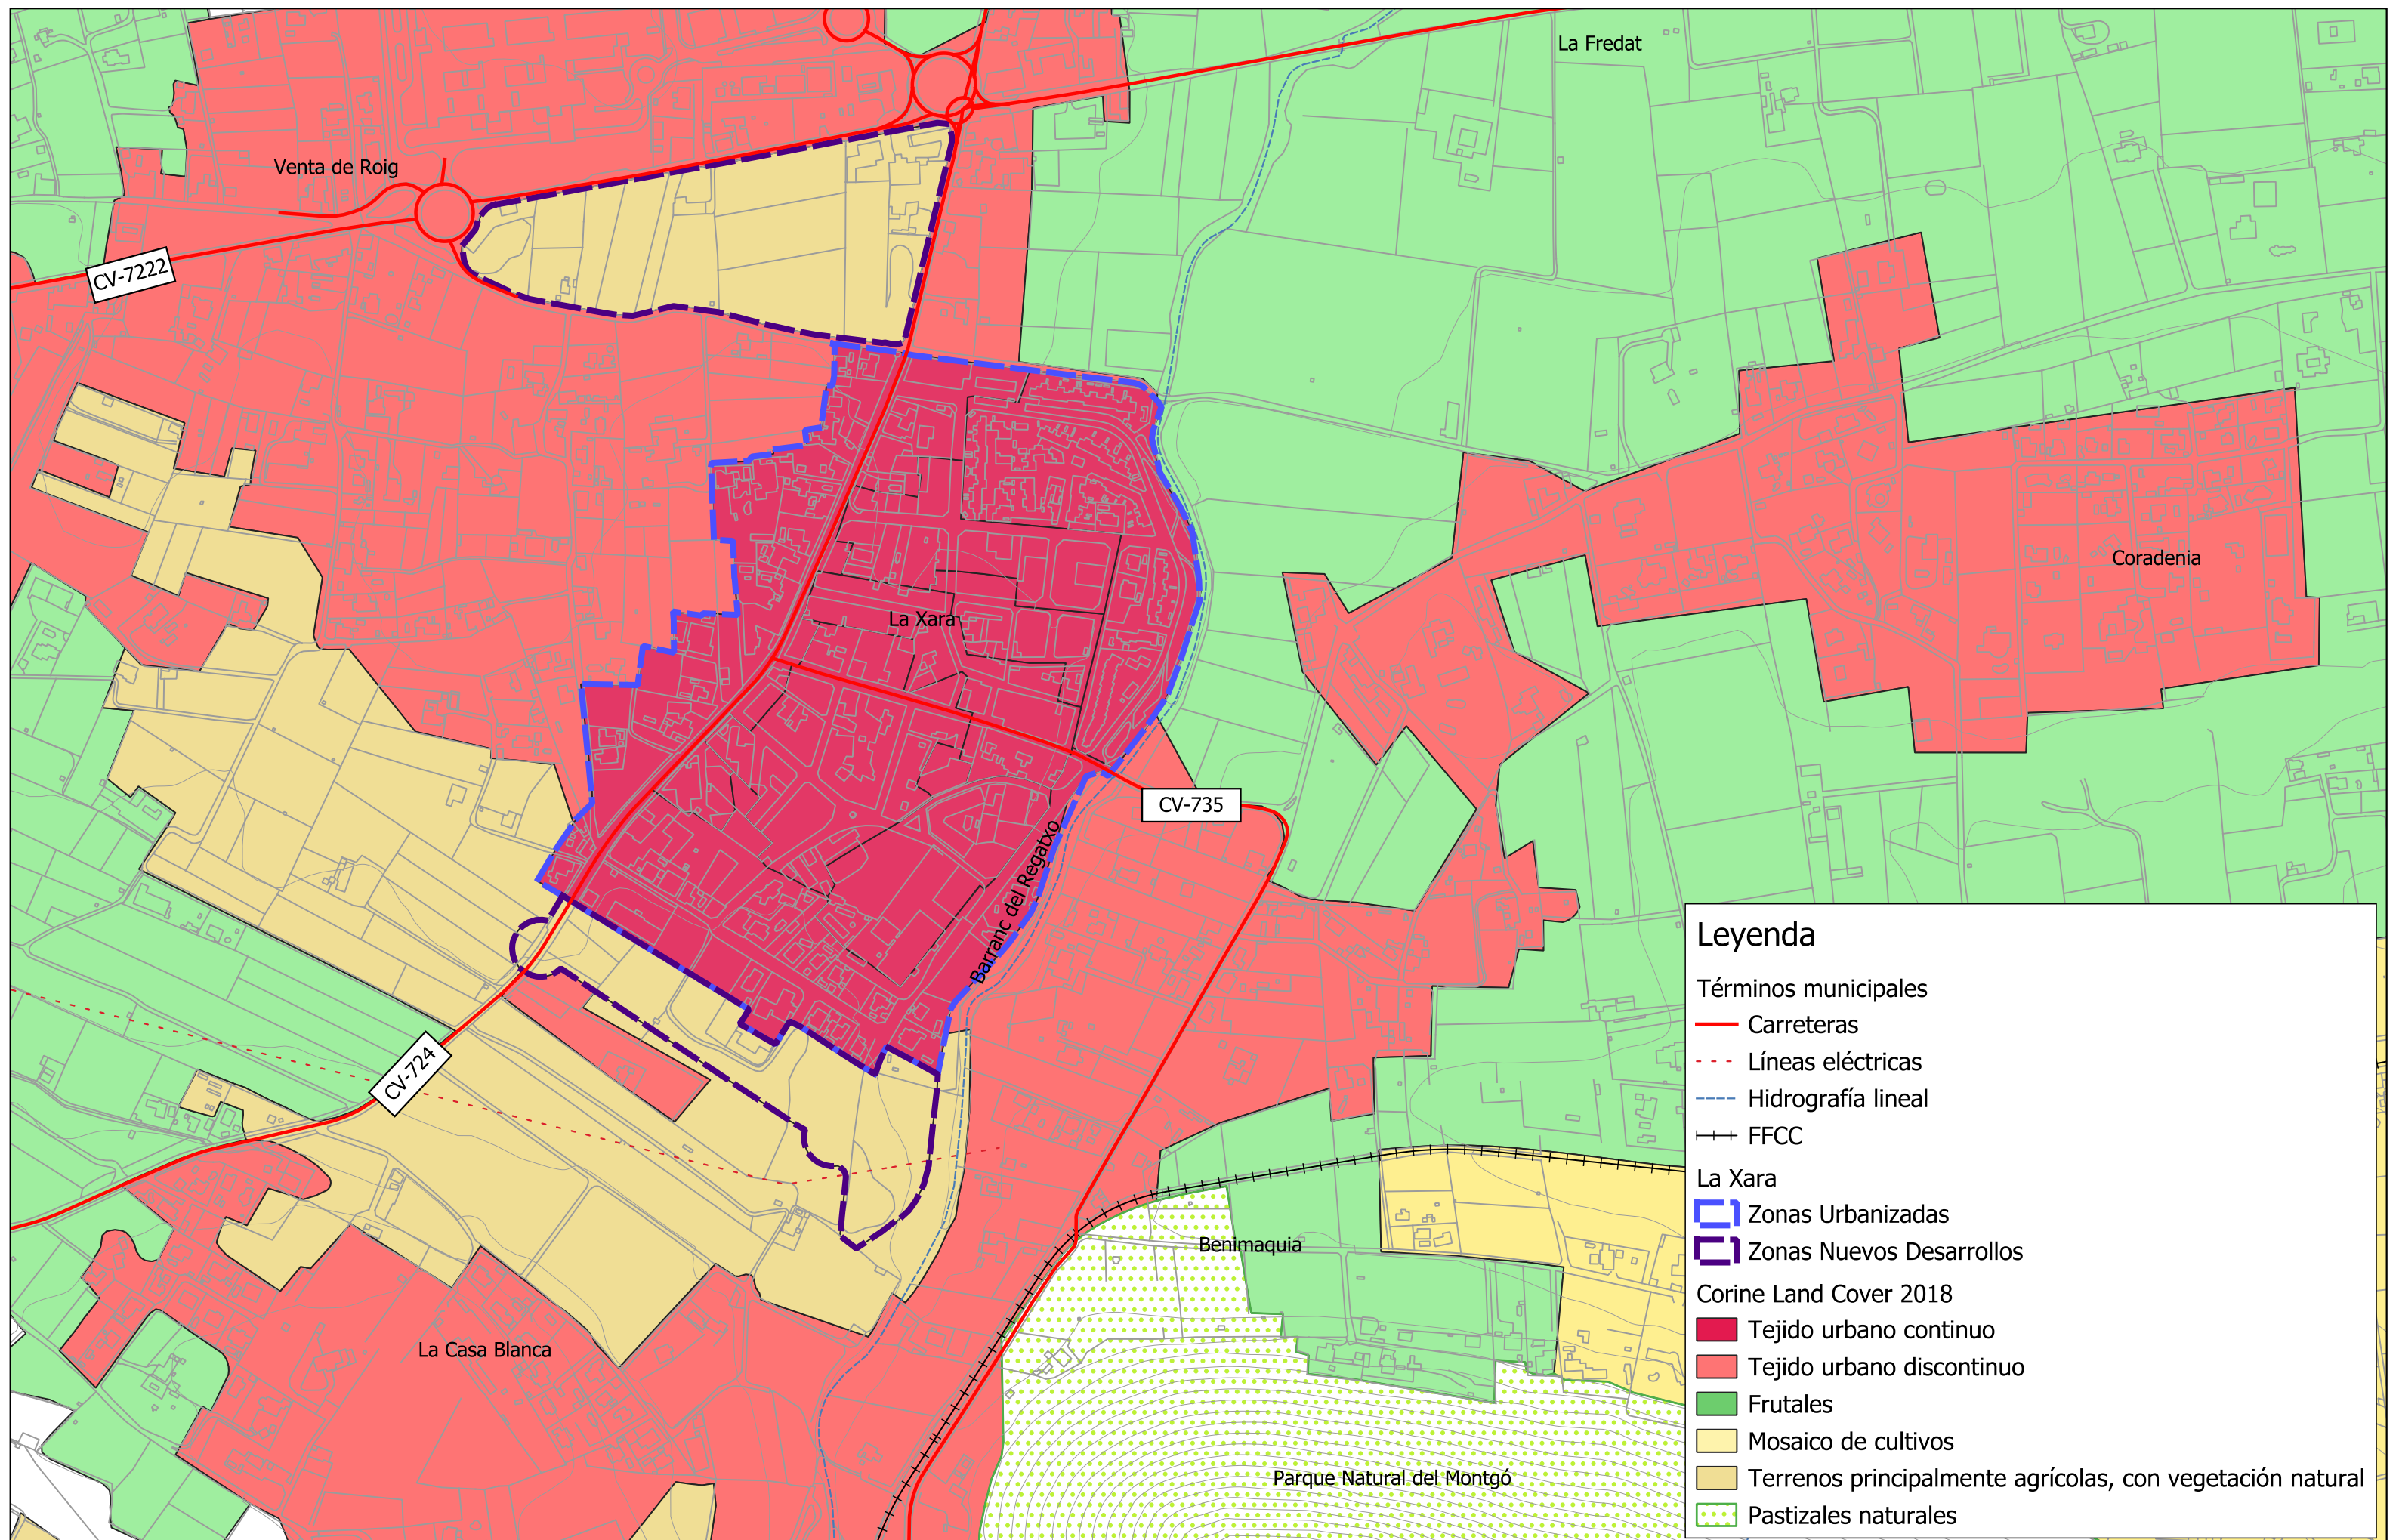 La Fredat
Venta de Roig
CV-7222
Coradenia
La Xara
CV-735
Barranc del Regatxo
CV-724
Benimaquia
La Casa Blanca
Parque Natural del Montgó
Leyenda
Términos municipales
Carreteras
Líneas eléctricas
Hidrografía lineal
FFCC
La Xara
Zonas Urbanizadas
Zonas Nuevos Desarrollos
Corine Land Cover 2018
Tejido urbano continuo
Tejido urbano discontinuo
Frutales
Mosaico de cultivos
Terrenos principalmente agrícolas, con vegetación natural
Pastizales naturales